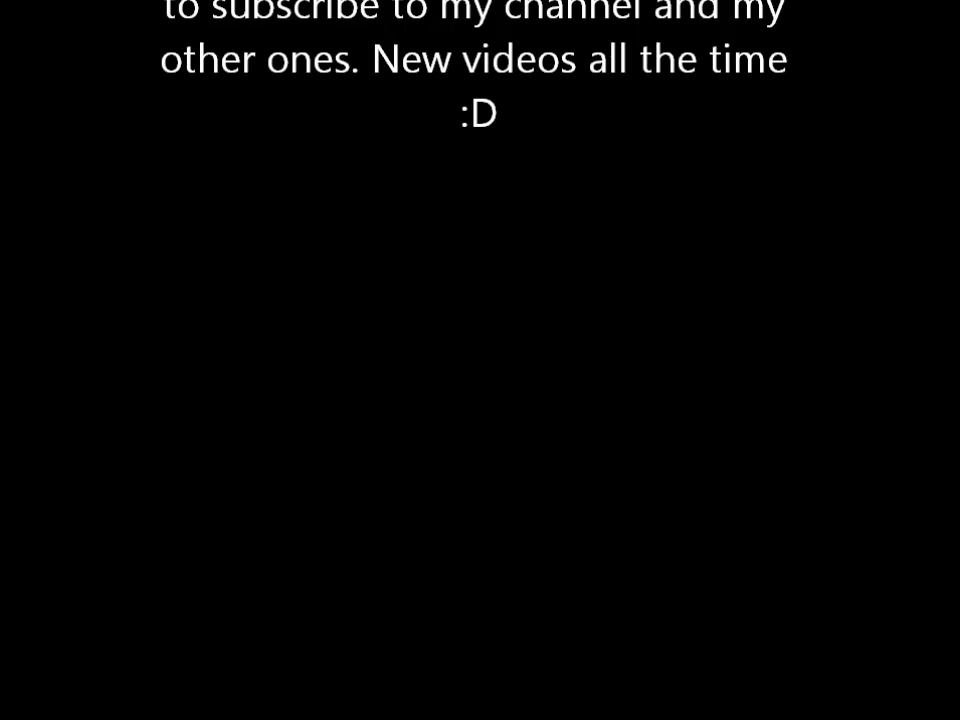 to subscribe to my channel and my
other ones. New videos all the time
:D